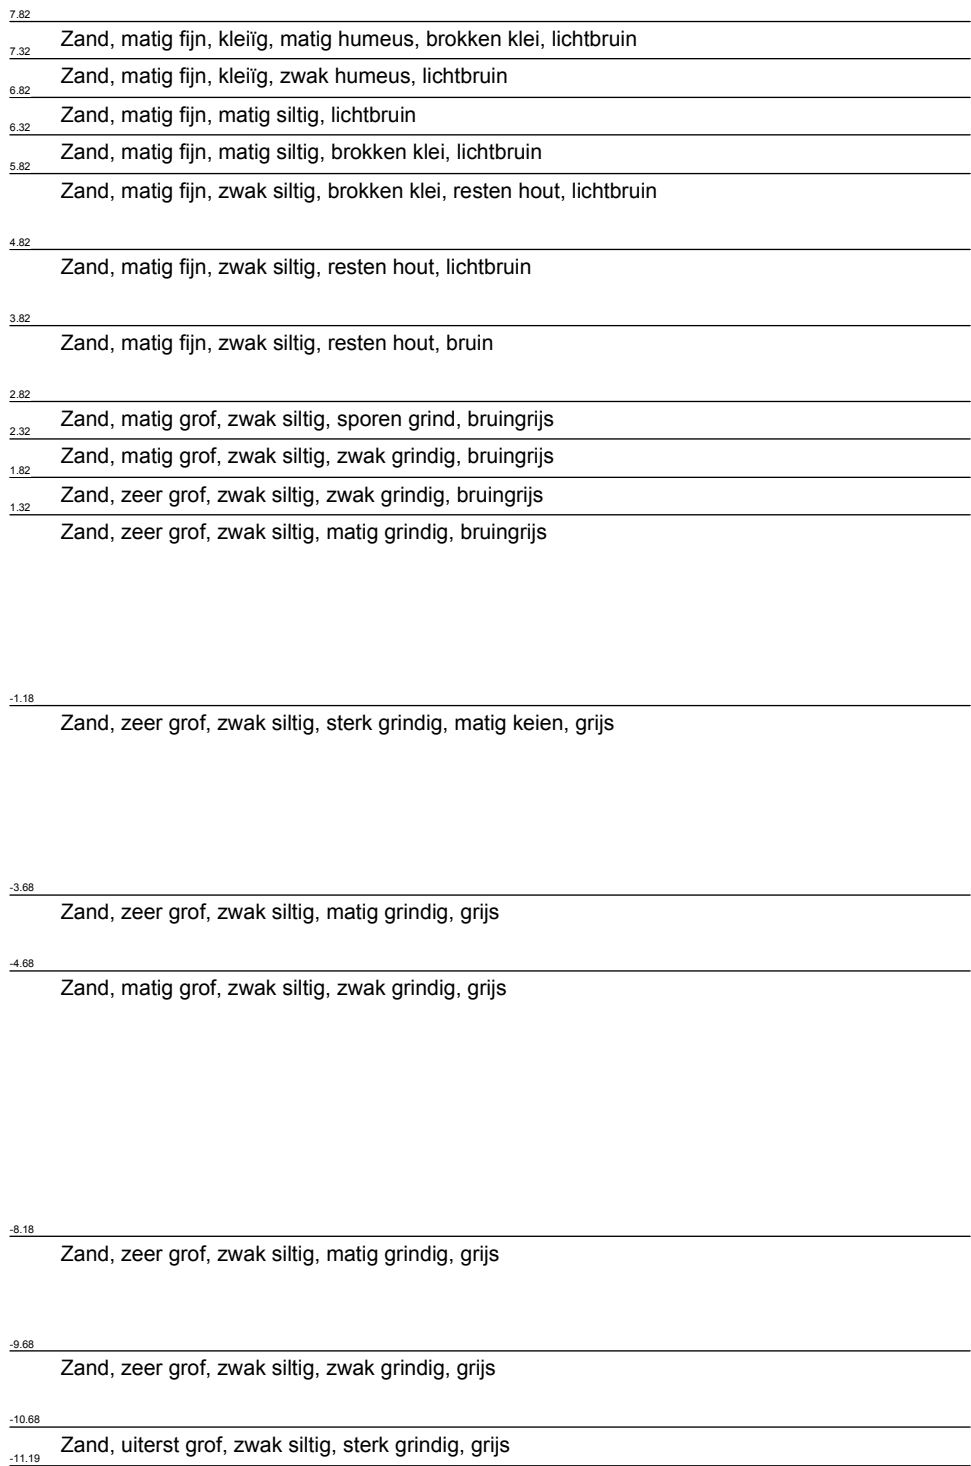 7.82
Zand, matig fijn, kleiïg, matig humeus, brokken klei, lichtbruin
7.32
Zand, matig fijn, kleiïg, zwak humeus, lichtbruin
6.82
Zand, matig fijn, matig siltig, lichtbruin
6.32
Zand, matig fijn, matig siltig, brokken klei, lichtbruin
5.82
Zand, matig fijn, zwak siltig, brokken klei, resten hout, lichtbruin
4.82
Zand, matig fijn, zwak siltig, resten hout, lichtbruin
3.82
Zand, matig fijn, zwak siltig, resten hout, bruin
2.82
Zand, matig grof, zwak siltig, sporen grind, bruingrijs
2.32
Zand, matig grof, zwak siltig, zwak grindig, bruingrijs
1.82
Zand, zeer grof, zwak siltig, zwak grindig, bruingrijs
1.32
Zand, zeer grof, zwak siltig, matig grindig, bruingrijs
-1.18
Zand, zeer grof, zwak siltig, sterk grindig, matig keien, grijs
-3.68
Zand, zeer grof, zwak siltig, matig grindig, grijs
-4.68
Zand, matig grof, zwak siltig, zwak grindig, grijs
-8.18
Zand, zeer grof, zwak siltig, matig grindig, grijs
-9.68
Zand, zeer grof, zwak siltig, zwak grindig, grijs
-10.68
Zand, uiterst grof, zwak siltig, sterk grindig, grijs
-11.19